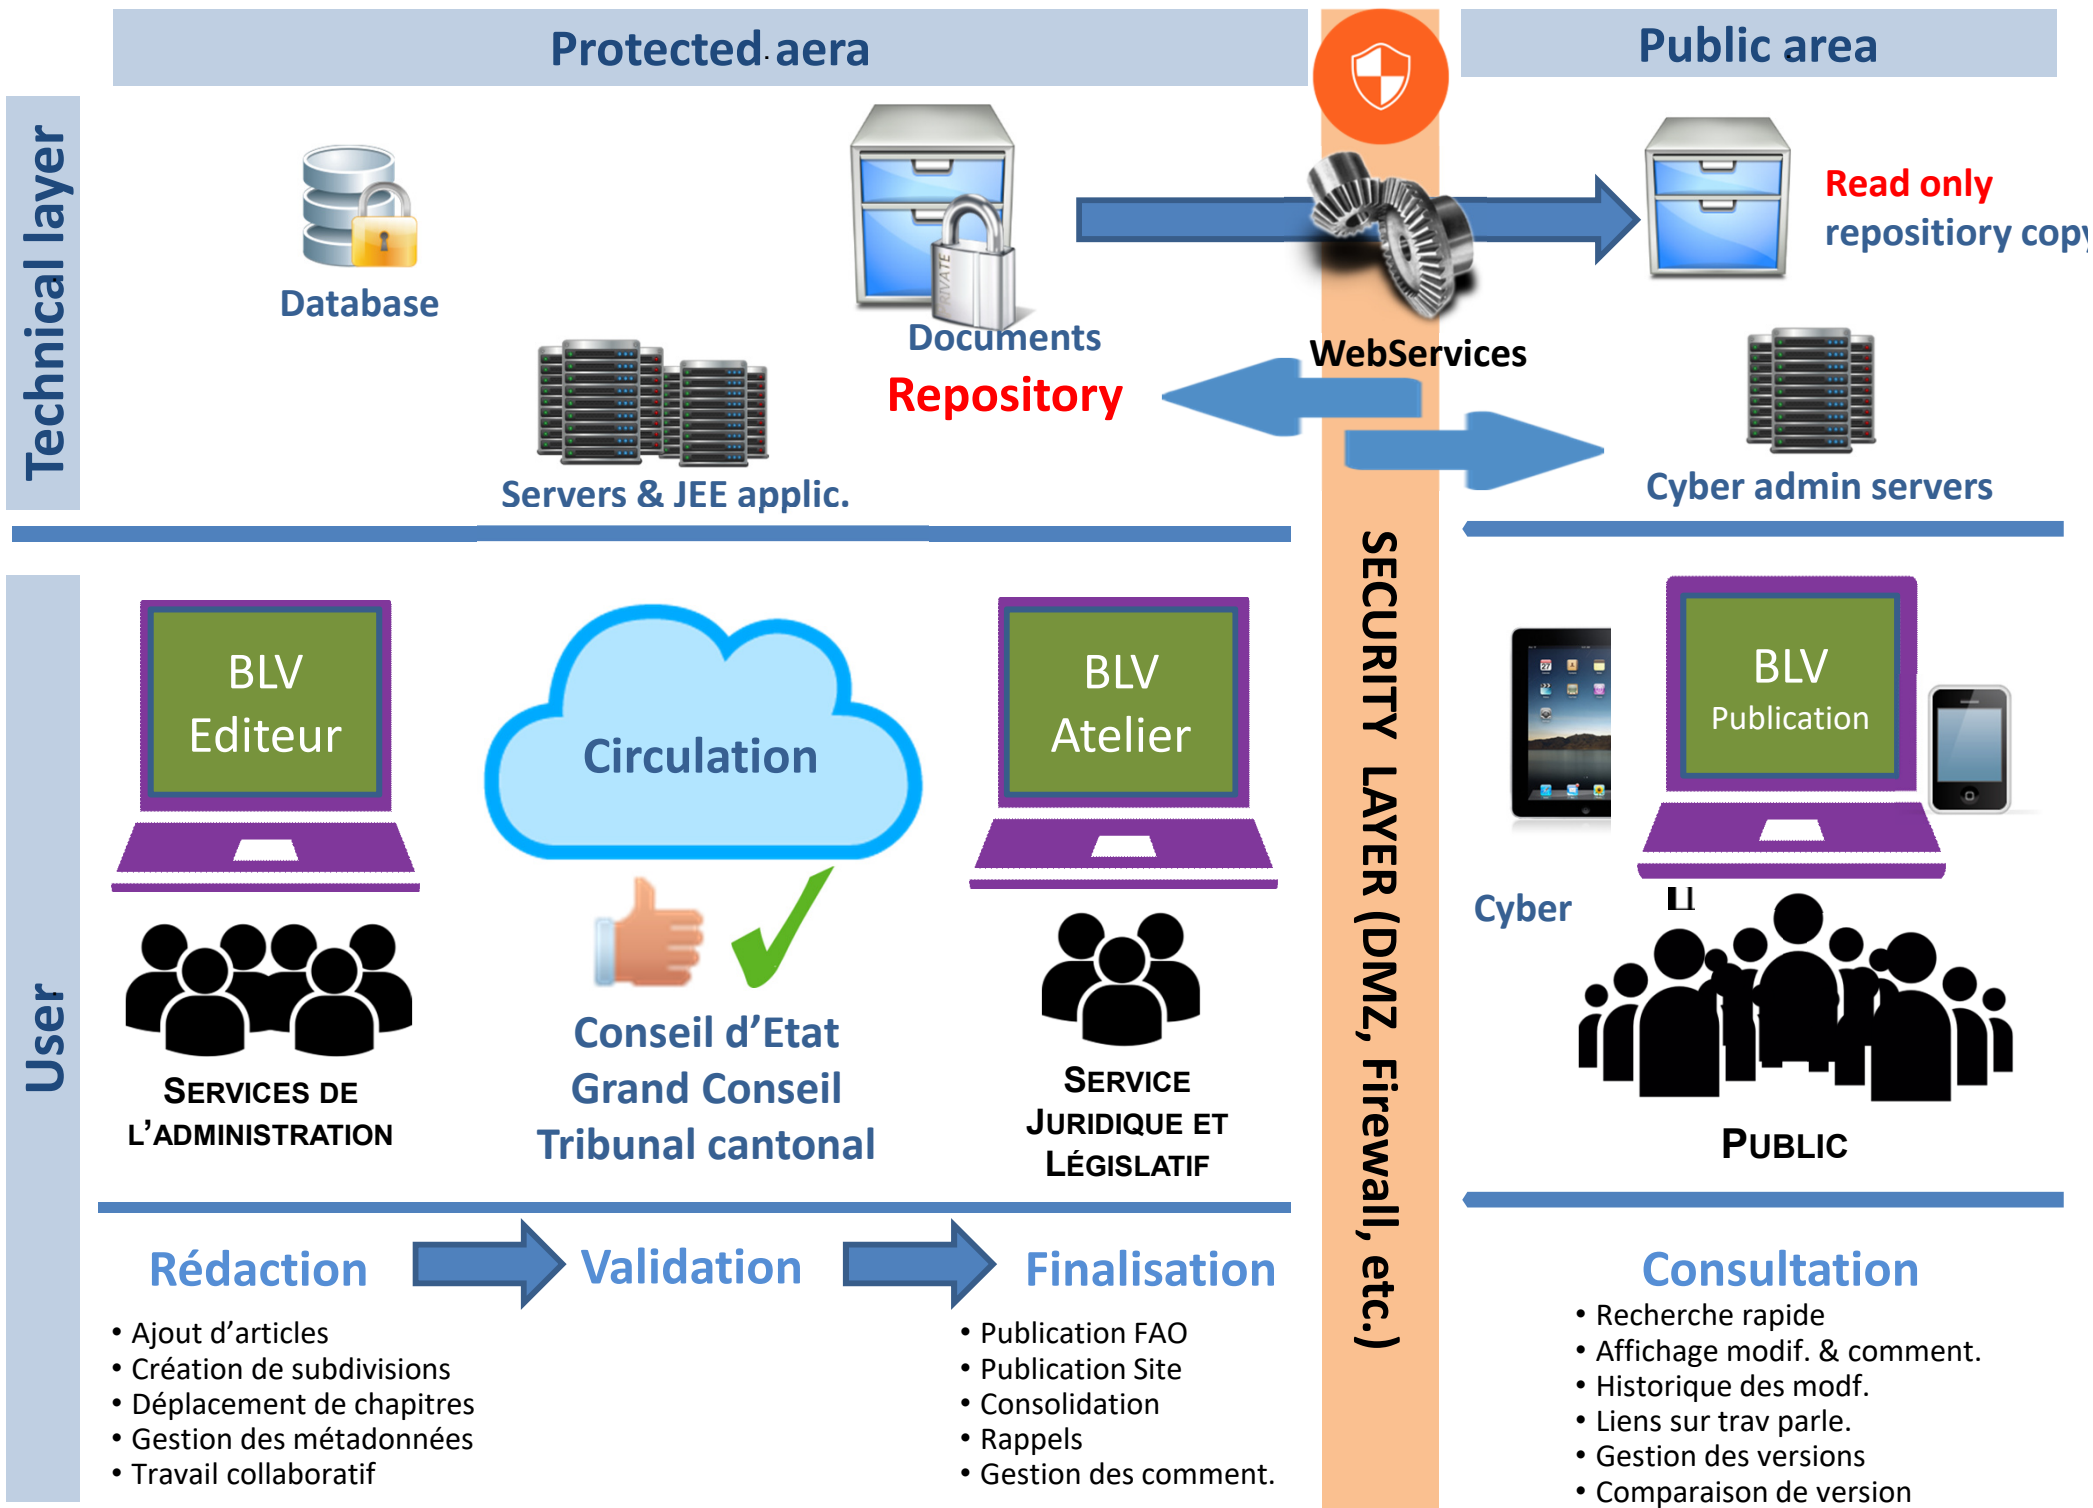 Protected aera
Public area
Technical layer
Database
PRIVATE
Documents
Repository
Servers & JEE applic.
WebServices
Read only
repositiory copy
Cyber admin servers
SECURITY LAYER (DMZ, Firewall, etc.)
User
BLV
Editeur
Circulation
BLV
Atelier
BLV
Publication
27
Cyber
SERVICES DE
L’ADMINISTRATION
Conseil d’Etat
Grand Conseil
Tribunal cantonal
SERVICE
JURIDIQUE ET
LÉGISLATIF
PUBLIC
Rédaction
Validation
Finalisation
Consultation
• Ajout d’articles
• Création de subdivisions
• Déplacement de chapitres
• Gestion des métadonnées
• Travail collaboratif
• Publication FAO
• Publication Site
• Consolidation
• Rappels
• Gestion des comment.
• Recherche rapide
• Affichage modif. & comment.
• Historique des modf.
• Liens sur trav parle.
• Gestion des versions
• Comparaison de version